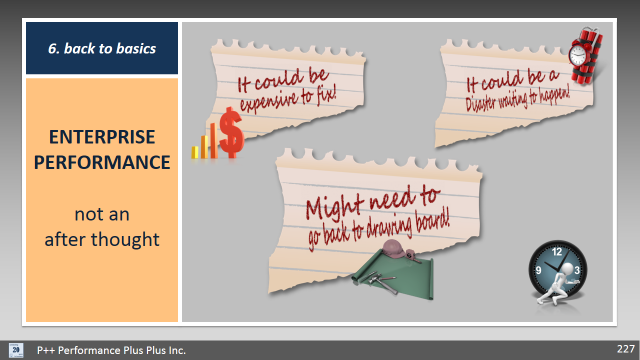 6. back to basics
ENTERPRISE
PERFORMANCE
not an
after thought
It could be
expensive to fix!
It could be a
Disaster waiting to happen!
Might need to
go back to drawing board!
12
9
3
20
P++ Performance Plus Plus Inc.
227